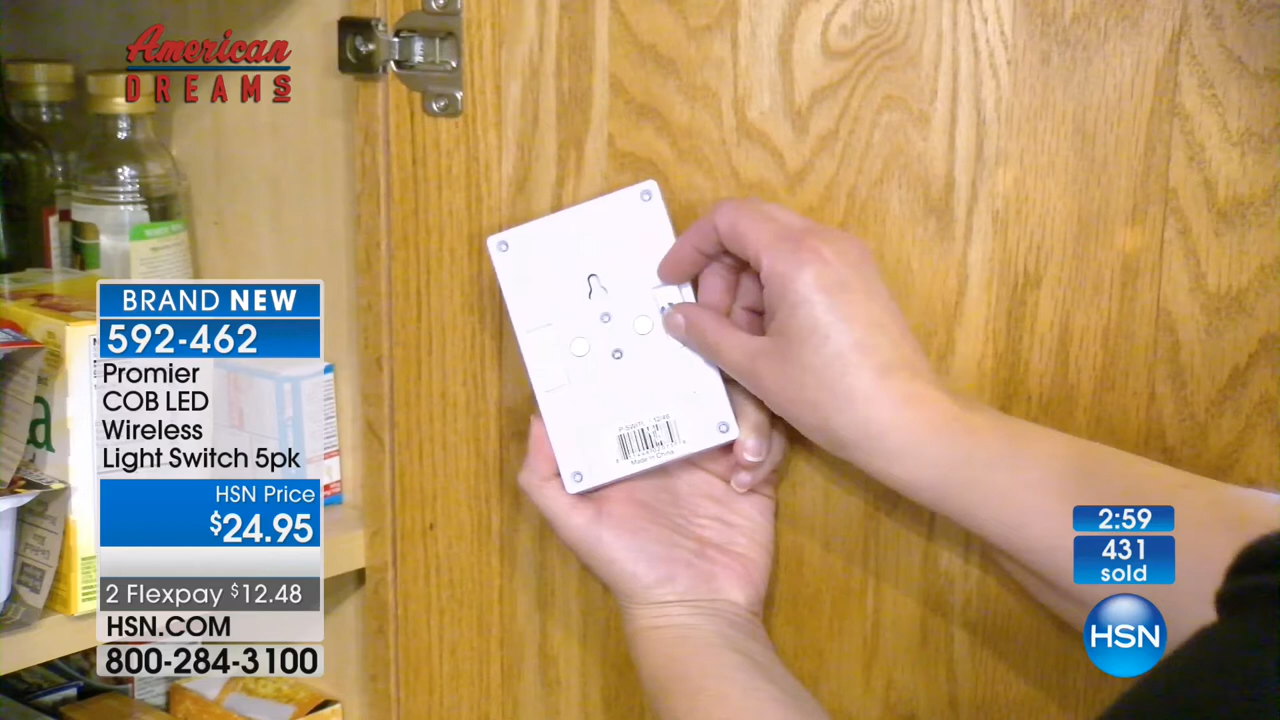 American
DREAMS
BRAND NEW
592-462
Promier
COB LED
Wireless
Light Switch 5pk
HSN Price
$24.95
2 Flexpay $12.48
HSN.COM
800-284-3100
Made in China
2:59
431
sold
HSN